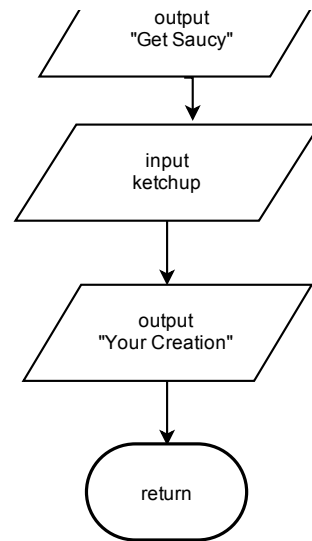 output
"Get Saucy"
input
ketchup
output
"Your Creation"
return